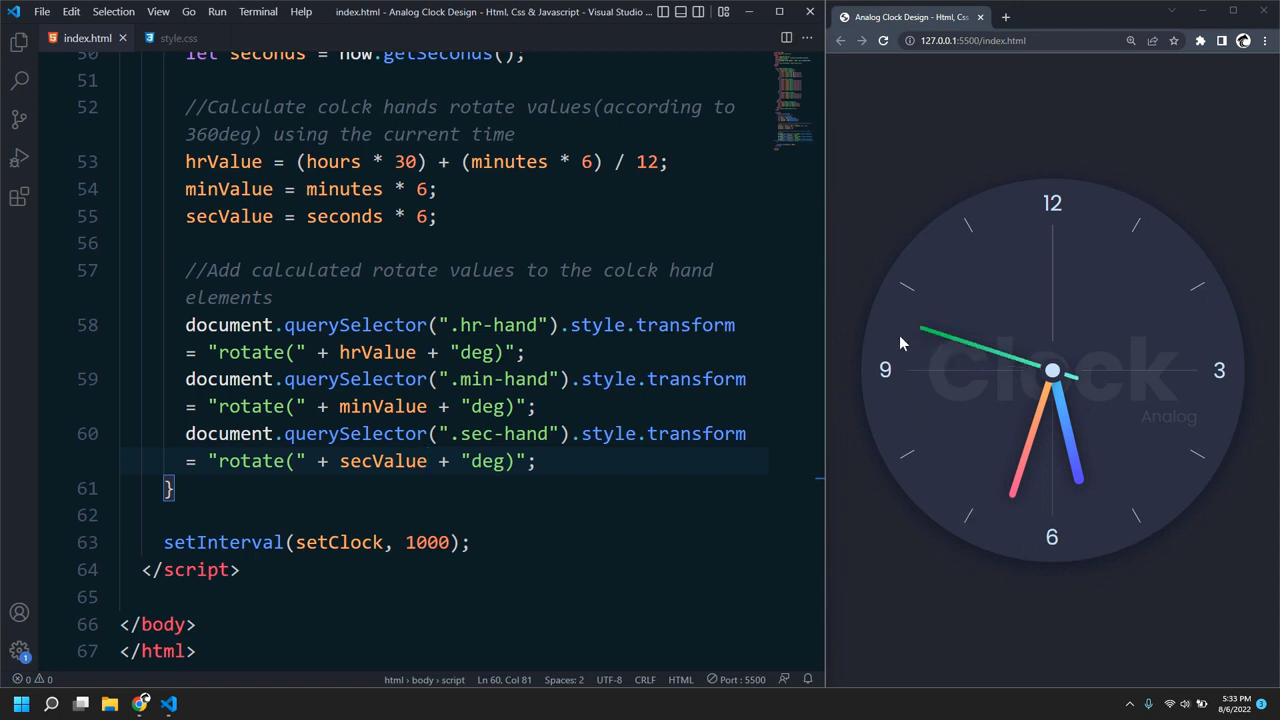 File Edit Selection View Go Run Terminal Help index.html - Analog Clock Design - Html, Css & Javascript - Visual Studio ...
index.html style.css
50 let seconds = now.getSeconds();
51
52 //Calculate colck hands rotate values(according to
360deg) using the current time
53 hrValue = (hours * 30) + (minutes * 6) / 12;
54 minValue = minutes * 6;
55 secValue = seconds * 6;
56
57 //Add calculated rotate values to the colck hand
elements
58 document.querySelector(".hr-hand").style.transform
= "rotate(" + hrValue + "deg)";
59 document.querySelector(".min-hand").style.transform
= "rotate(" + minValue + "deg)";
60 document.querySelector(".sec-hand").style.transform
= "rotate(" + secValue + "deg)";
61 }
62
63 setInterval(setClock, 1000);
64 </script>
65
66 </body>
67 </html>
1
0 0 html › body › script Ln 60, Col 81 Spaces: 2 UTF-8 CRLF HTML Port : 5500
Analog Clock Design - Html, Css
127.0.0.1:5500/index.html
12
9 Clock 3
Analog
6
5:33 PM
8/6/2022
3